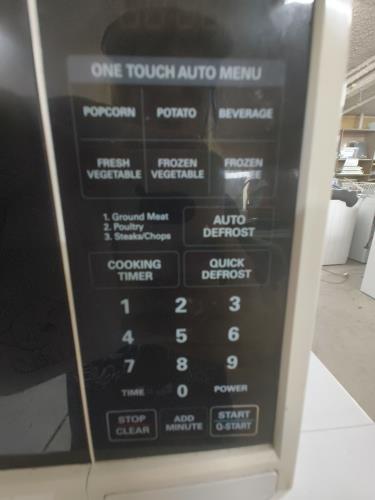 ONE TOUCH AUTO MENU
POPCORN POTATO BEVERAGE
FRESH FROZEN FROZEN
VEGETABLE VEGETABLE
1. Ground Meat
2. Poultry
3. Steaks/Chops
AUTO
DEFROST
COOKING
TIMER
QUICK
DEFROST
1 2 3
4 5 6
7 8 9
TIME 0 POWER
STOP
CLEAR
ADD
MINUTE
START
Q-START